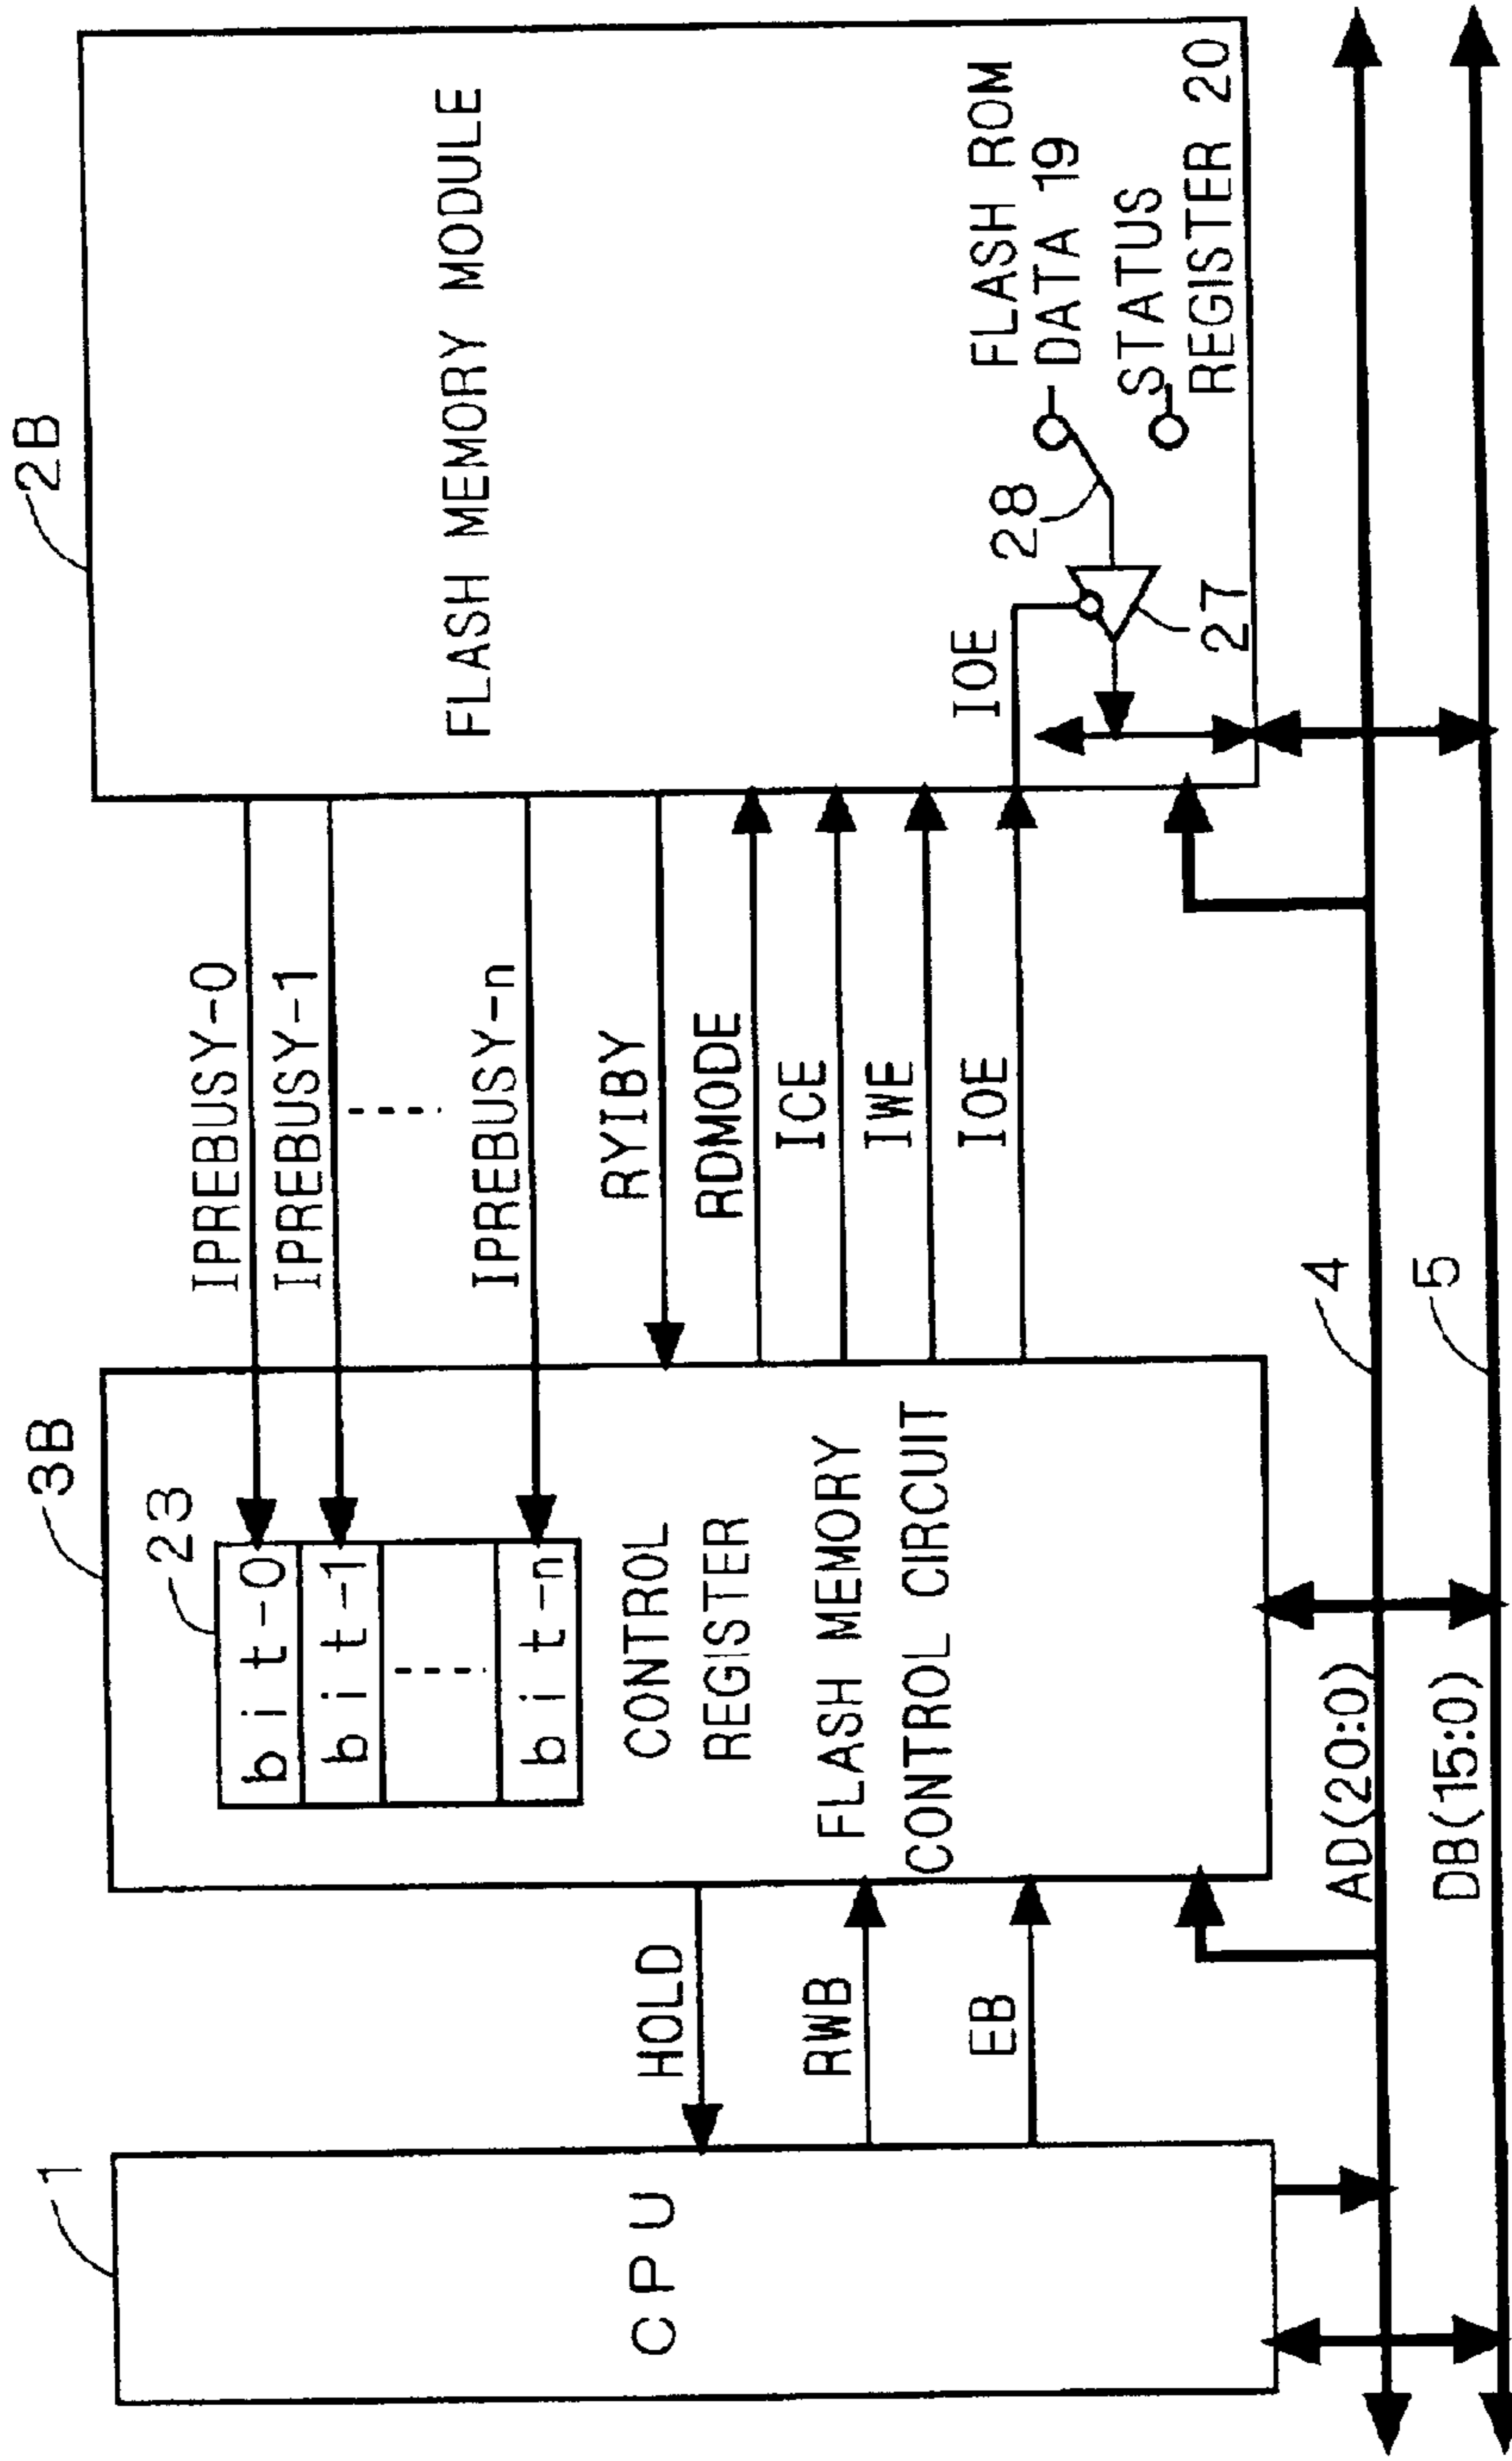 1
CPU
HOLD
RWB
EB
3B
23
bit-0
bit-1
bit-n
CONTROL
REGISTER
FLASH MEMORY
CONTROL CIRCUIT
IPREBUSY-0
IPREBUSY-1
IPREBUSY-n
RYIBY
RDMODE
ICE
IWE
IOE
2B
FLASH MEMORY MODULE
IOE
28
27
FLASH ROM
DATA 19
STATUS
REGISTER 20
AD(20:0)
4
DB(15:0)
5